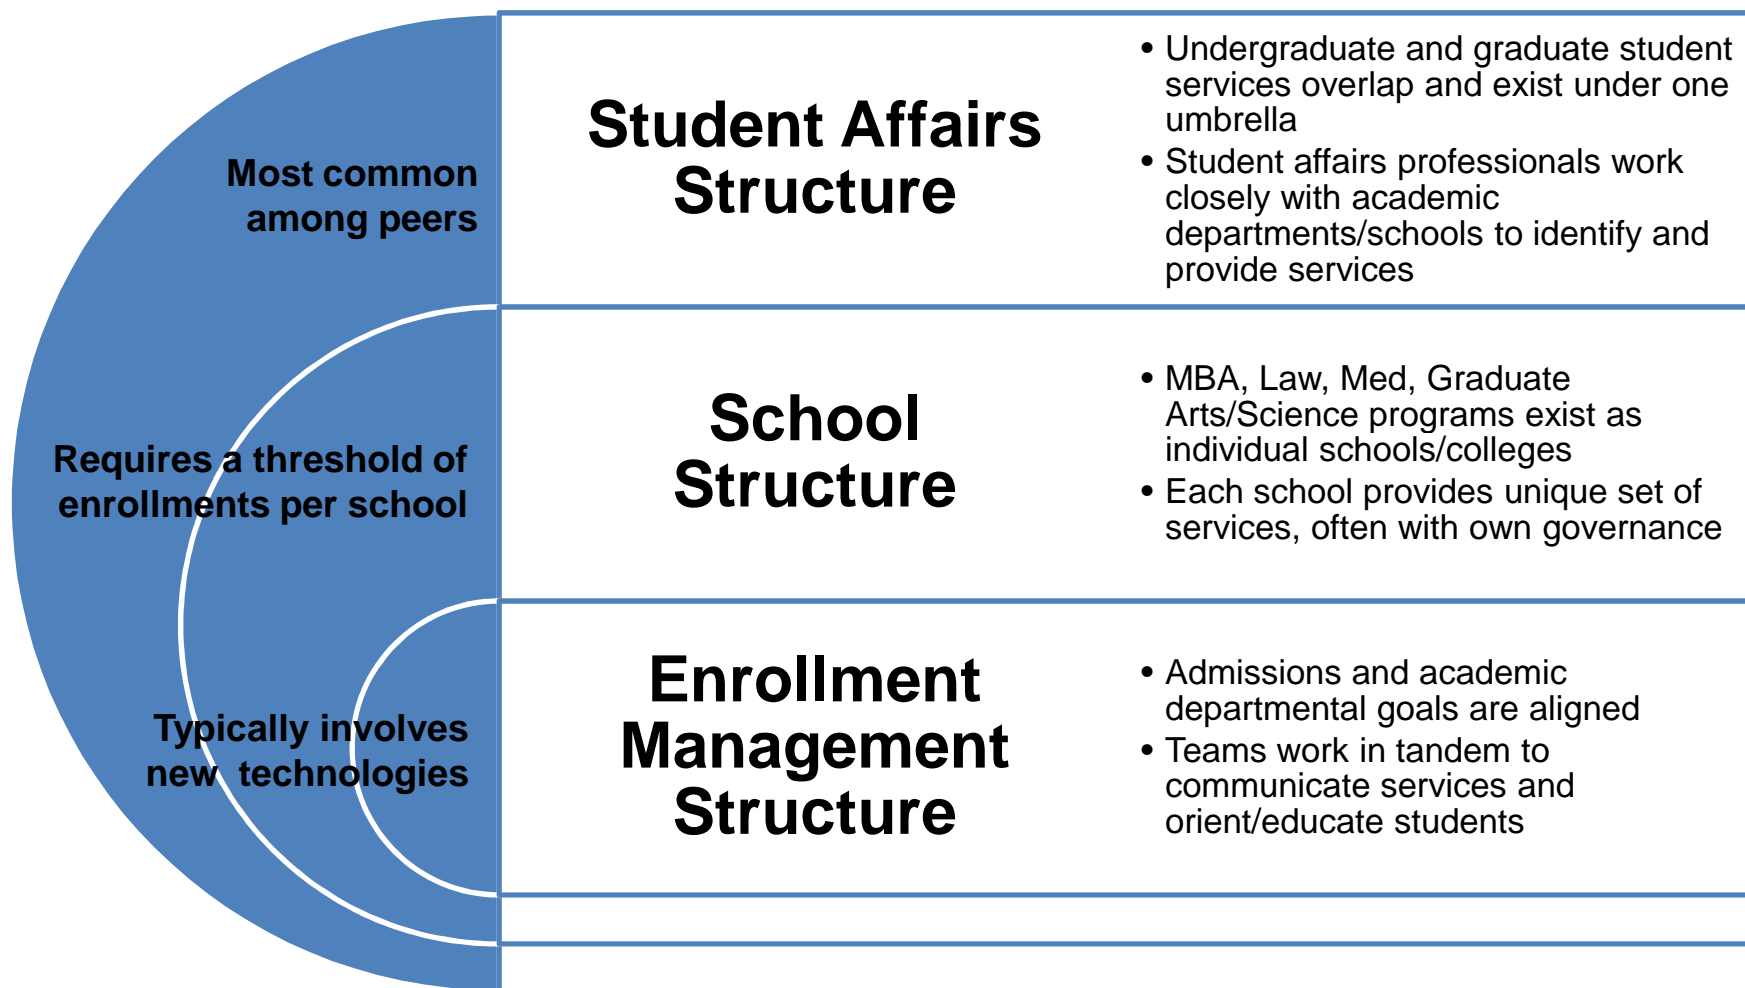 Most common
among peers
Student Affairs
Structure
• Undergraduate and graduate student
services overlap and exist under one
umbrella
• Student affairs professionals work
closely with academic
departments/schools to identify and
provide services
Requires a threshold of
enrollments per school
School
Structure
• MBA, Law, Med, Graduate
Arts/Science programs exist as
individual schools/colleges
• Each school provides unique set of
services, often with own governance
Typically involves
new  technologies
Enrollment
Management
Structure
• Admissions and academic
departmental goals are aligned
• Teams work in tandem to
communicate services and
orient/educate students